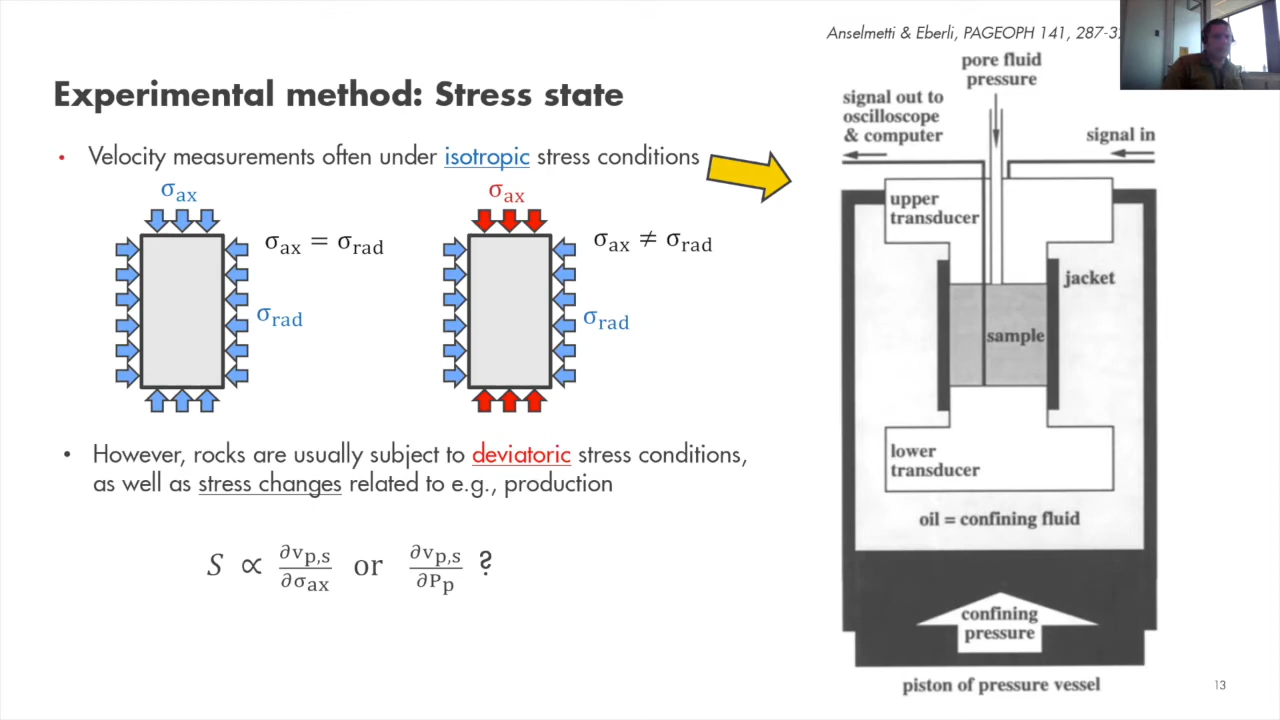 Anselmetti & Eberli, PAGEOPH 141, 287-3
Experimental method: Stress state
• Velocity measurements often under isotropic stress conditions
σax
σax = σrad
σrad
σax
σax ≠ σrad
σrad
• However, rocks are usually subject to deviatoric stress conditions,
as well as stress changes related to e.g., production
S ∝ ∂vp,s/∂σax or ∂vp,s/∂Pp ?
pore fluid
pressure
signal out to
oscilloscope
& computer
signal in
upper
transducer
jacket
sample
lower
transducer
oil = confining fluid
confining
pressure
piston of pressure vessel
13